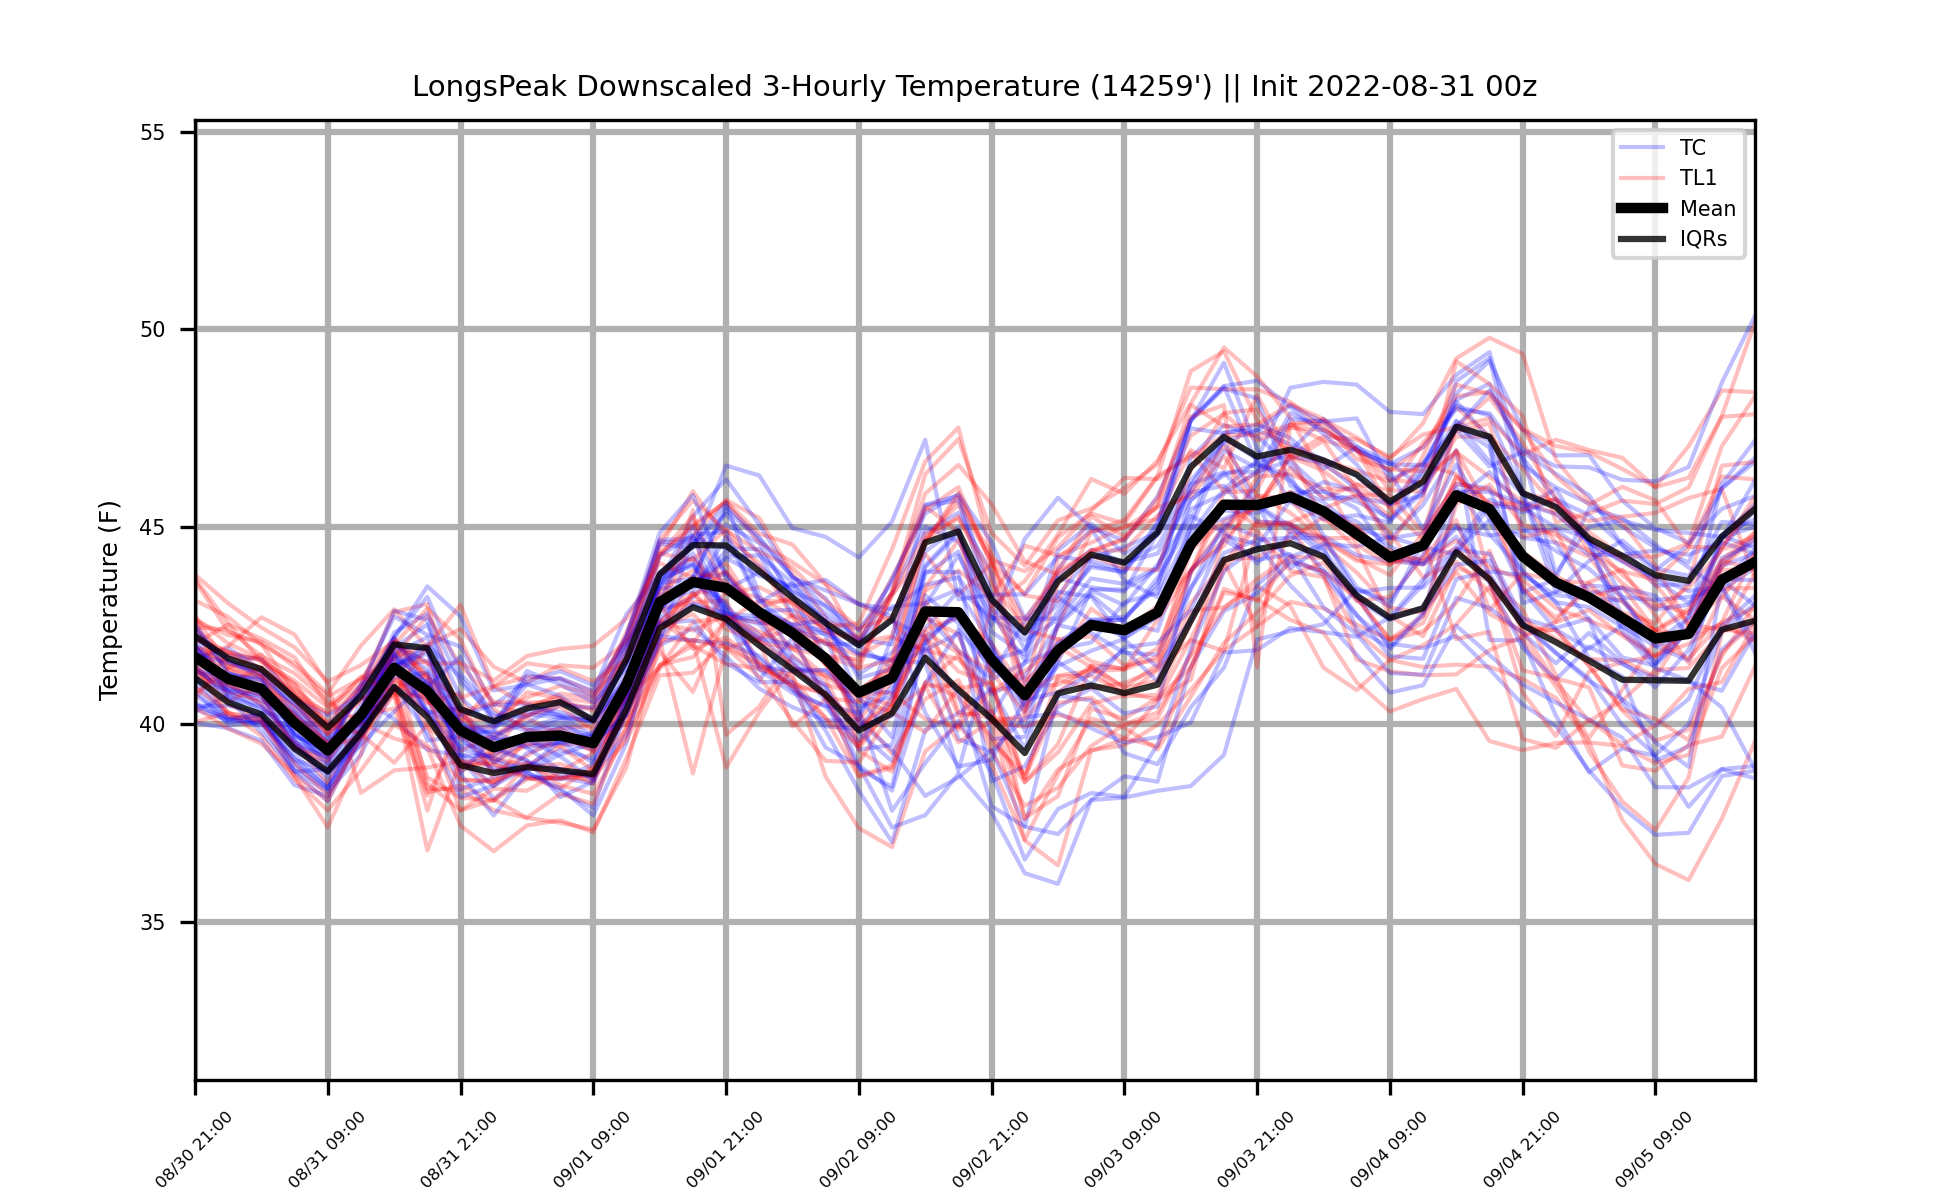 LongsPeak Downscaled 3-Hourly Temperature (14259') || Init 2022-08-31 00z
TC
TL1
Mean
IQRs
Temperature (F)
55
50
45
40
35
08/30 21:00
08/31 09:00
08/31 21:00
09/01 09:00
09/01 21:00
09/02 09:00
09/02 21:00
09/03 09:00
09/03 21:00
09/04 09:00
09/04 21:00
09/05 09:00